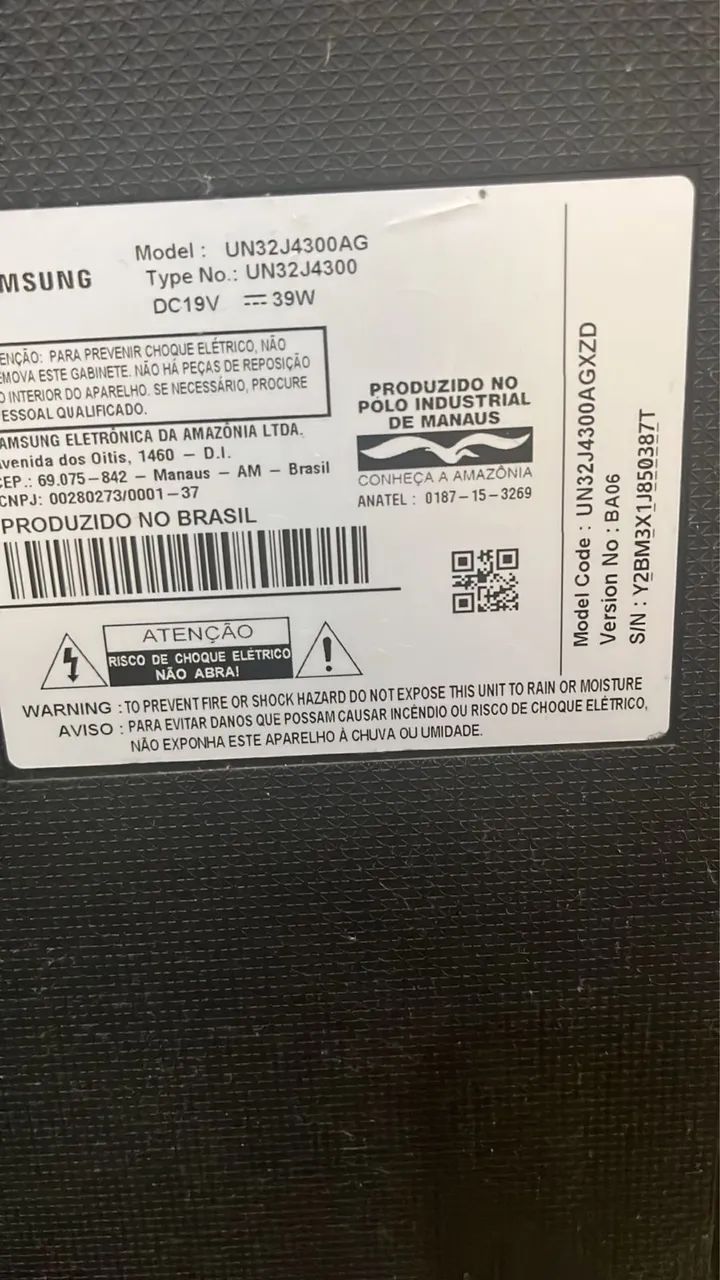 MSUNG
Model : UN32J4300AG
Type No.: UN32J4300
DC19V ⎓ 39W
ENÇÃO: PARA PREVENIR CHOQUE ELÉTRICO, NÃO
EMOVA ESTE GABINETE. NÃO HÁ PEÇAS DE REPOSIÇÃO
O INTERIOR DO APARELHO. SE NECESSÁRIO, PROCURE
ESSOAL QUALIFICADO.
AMSUNG ELETRÔNICA DA AMAZÔNIA LTDA.
venida dos Oitis, 1460 - D.I.
CEP.: 69.075-842 - Manaus - AM - Brasil
CNPJ: 00280273/0001-37
PRODUZIDO NO BRASIL
PRODUZIDO NO
PÓLO INDUSTRIAL
DE MANAUS
CONHEÇA A AMAZÔNIA
ANATEL : 0187-15-3269
ATENÇÃO
RISCO DE CHOQUE ELÉTRICO
NÃO ABRA!
WARNING : TO PREVENT FIRE OR SHOCK HAZARD DO NOT EXPOSE THIS UNIT TO RAIN OR MOISTURE
AVISO : PARA EVITAR DANOS QUE POSSAM CAUSAR INCÊNDIO OU RISCO DE CHOQUE ELÉTRICO,
NÃO EXPONHA ESTE APARELHO À CHUVA OU UMIDADE.
Model Code : UN32J4300AGXZD
Version No : BA06
S/N : Y2BM3X1J850387T